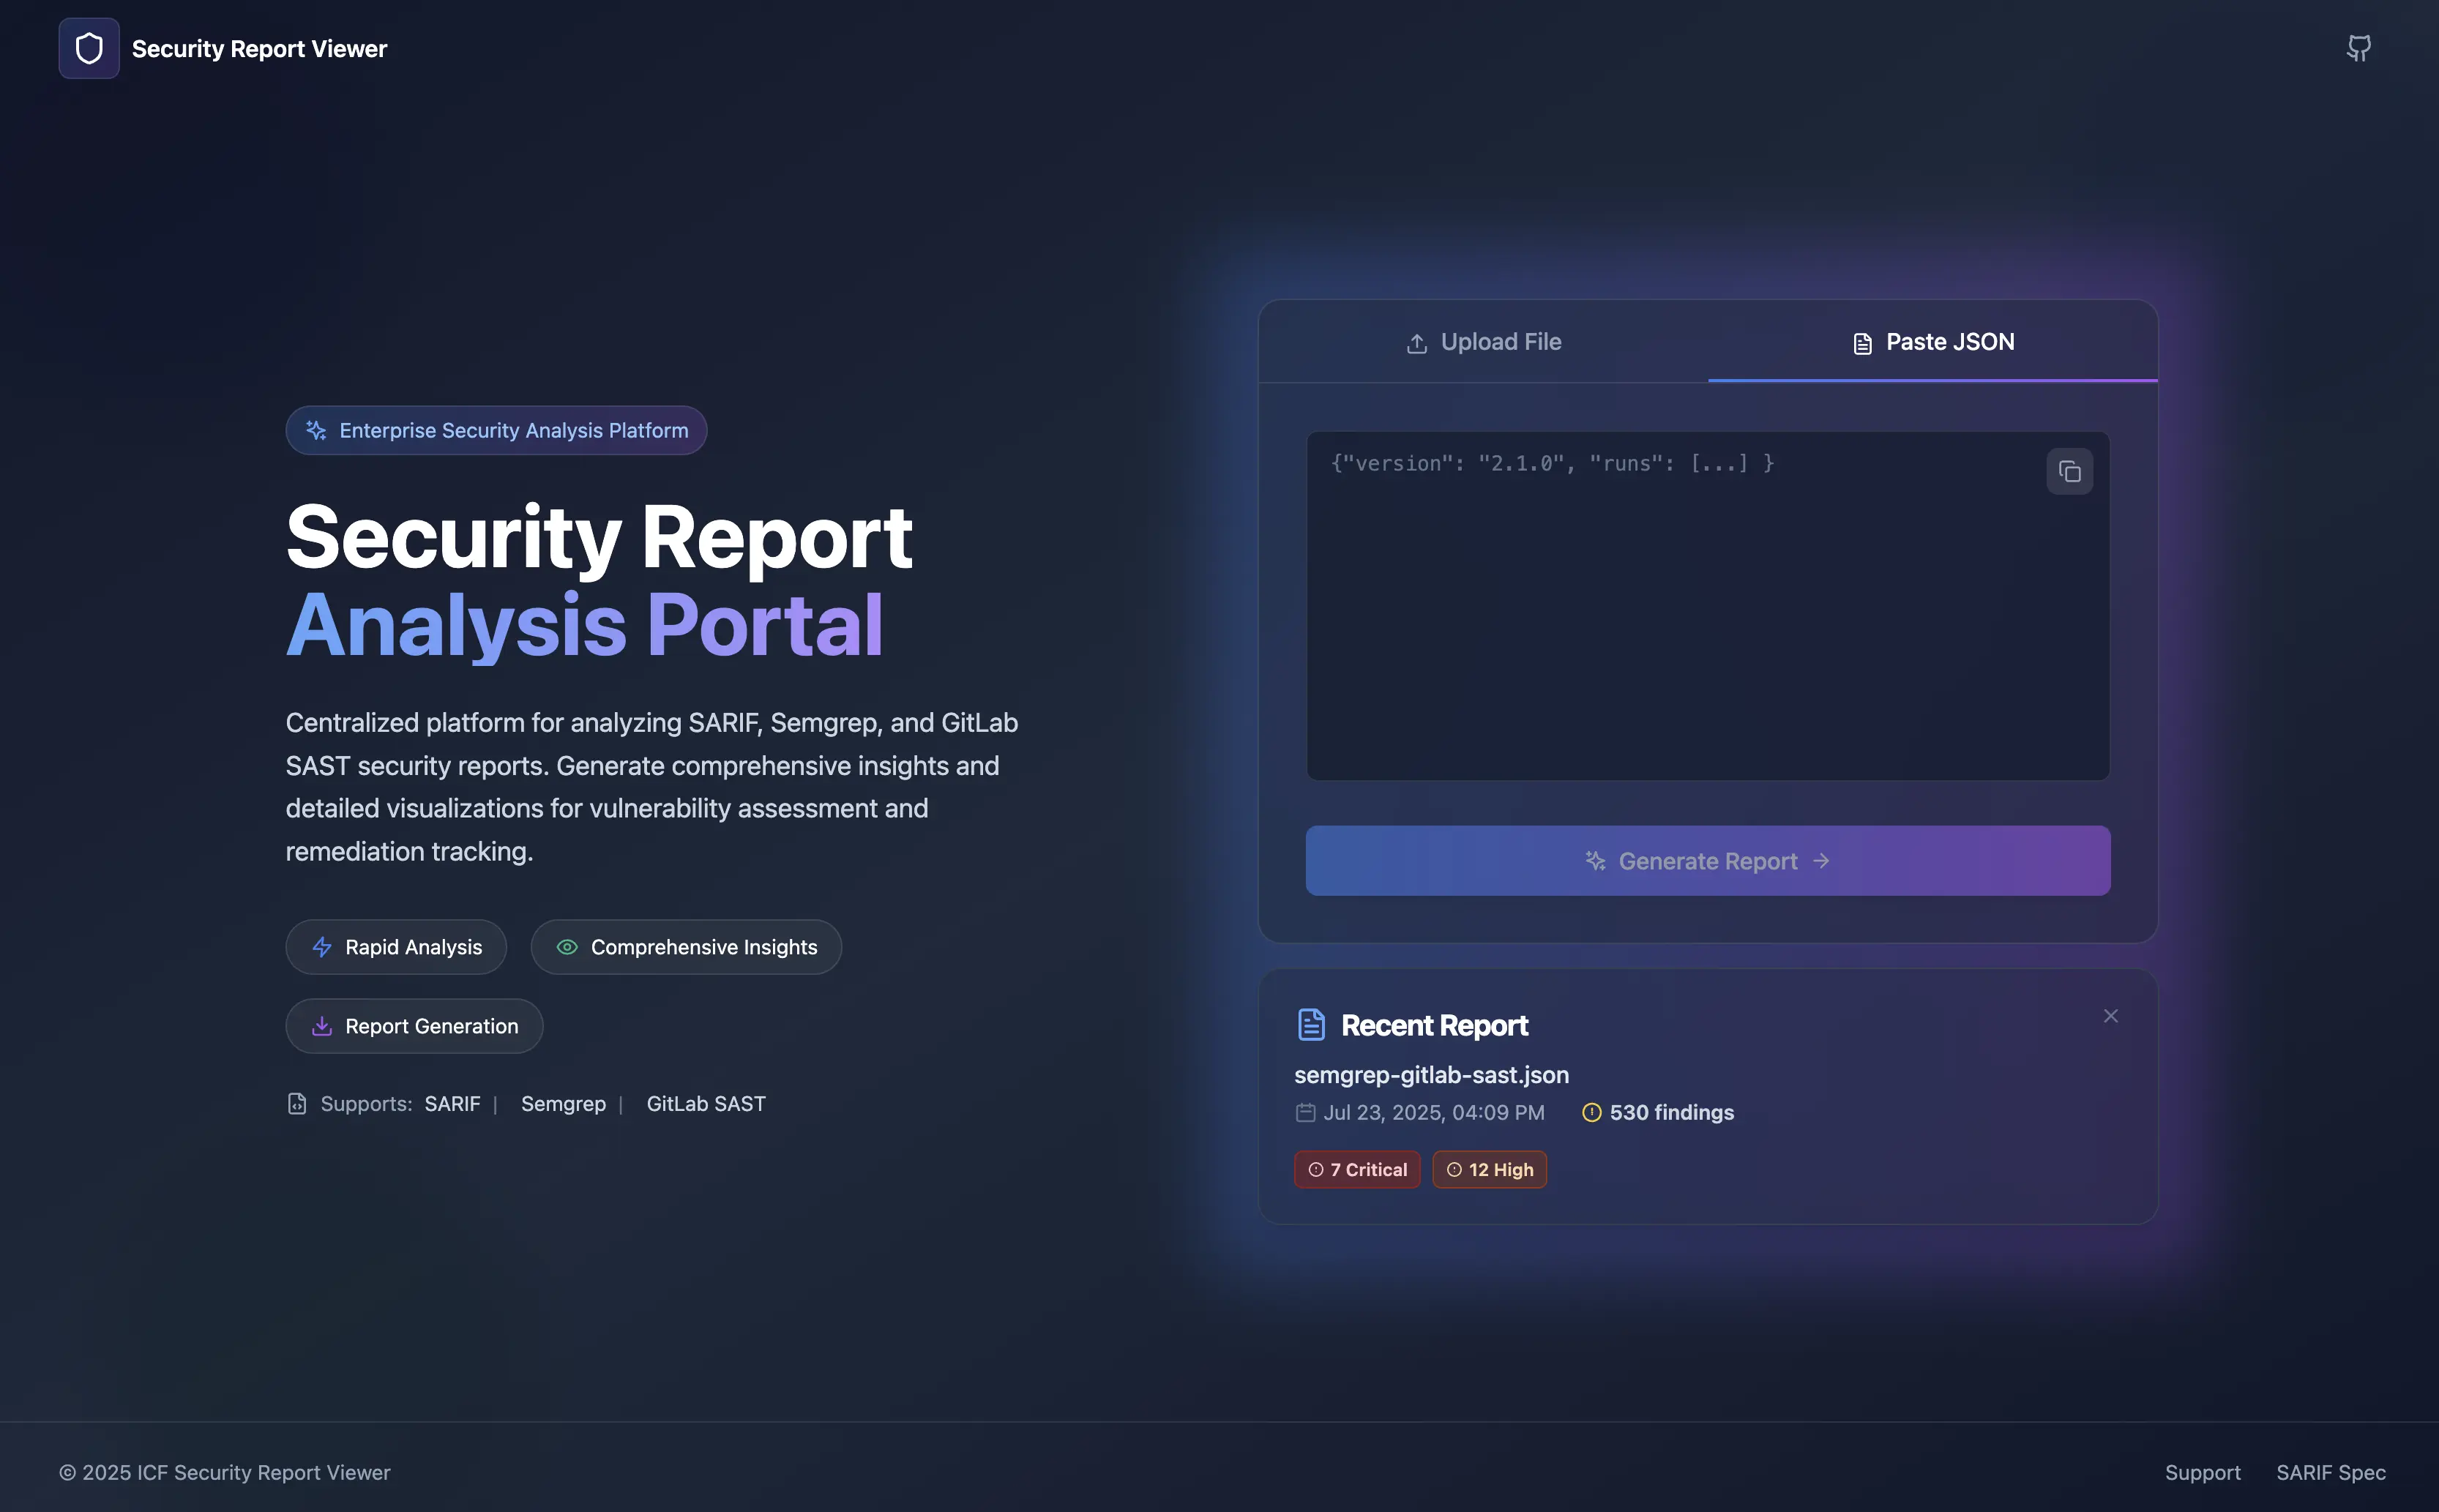 Security Report Viewer
Enterprise Security Analysis Platform
Security Report
Analysis Portal
Centralized platform for analyzing SARIF, Semgrep, and GitLab
SAST security reports. Generate comprehensive insights and
detailed visualizations for vulnerability assessment and
remediation tracking.
Rapid Analysis
Comprehensive Insights
Report Generation
Supports: SARIF | Semgrep | GitLab SAST
Upload File
Paste JSON
{"version": "2.1.0", "runs": [...] }
Generate Report →
Recent Report
semgrep-gitlab-sast.json
Jul 23, 2025, 04:09 PM
530 findings
7 Critical
12 High
© 2025 ICF Security Report Viewer
Support
SARIF Spec